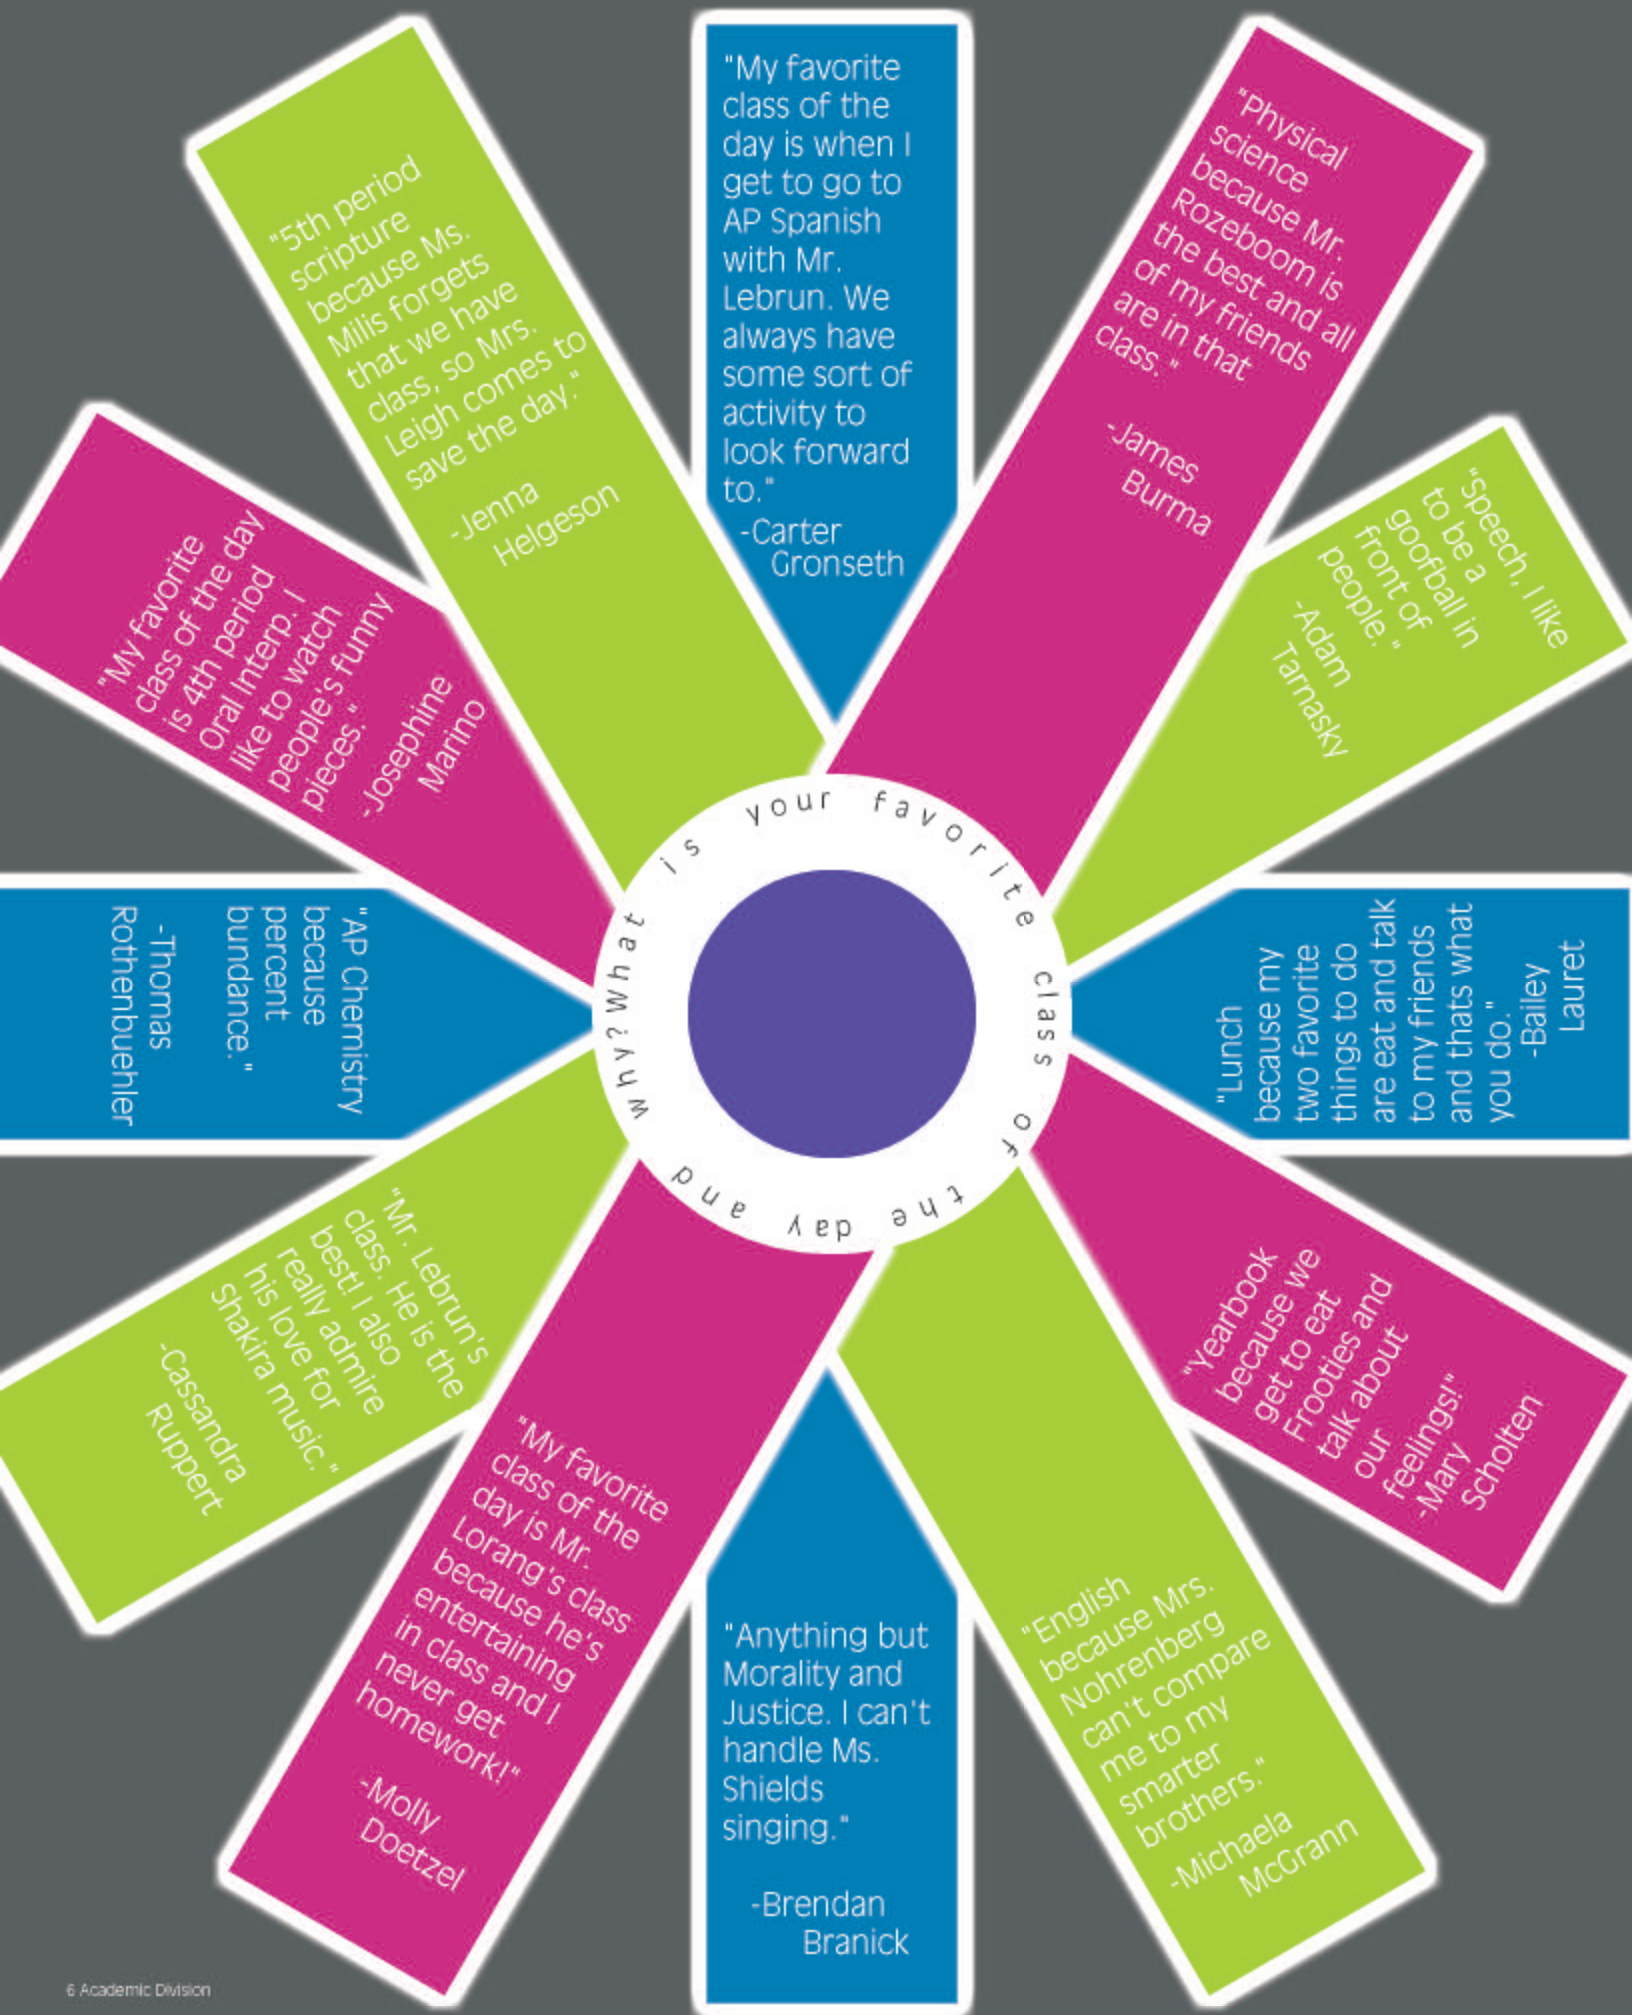 "My favorite
class of the
day is when I
get to go to
AP Spanish
with Mr.
Lebrun. We
always have
some sort of
activity to
look forward
to."
-Carter
Gronseth
"Physical
science
because Mr.
Rozeboom is
the best and all
of my friends
are in that
class. "
-James
Burma
"Speech, I like
to be a
goofball in
front of
people. "
-Adam
Tarnasky
"Lunch
because my
two favorite
things to do
are eat and talk
to my friends
and thats what
you do."
-Bailey
Lauret
"Yearbook
because we
get to eat
Frooties and
talk about
our
feelings!"
-Mary
Scholten
"English
because Mrs.
Nohrenberg
can't compare
me to my
smarter
brothers."
-Michaela
McGrann
"Anything but
Morality and
Justice. I can't
handle Ms.
Shields
singing."
-Brendan
Branick
"My favorite
class of the
day is Mr.
Lorang's class
because he's
entertaining
in class and I
never get
homework!"
-Molly
Doetzel
"Mr. Lebrun's
class. He is the
best! I also
really admire
his love for
Shakira music. "
-Cassandra
Ruppert
"AP Chemistry
because
percent
bundance. "
-Thomas
Rothenbuehler
"My favorite
class of the day
is 4th period
Oral Interp. I
like to watch
people's funny
pieces."
-Josephine
Marino
"5th period
scripture
because Ms.
Milis forgets
that we have
class, so Mrs.
Leigh comes to
save the day."
-Jenna
Helgeson
What is your favorite class of the day and why?
6 Academic Division